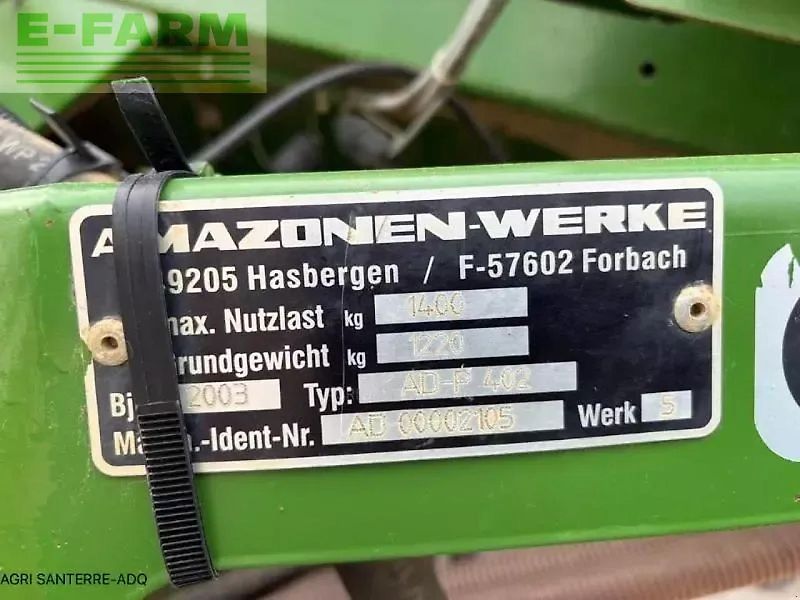 E-FARM
AMAZONEN-WERKE
-9205 Hasbergen / F-57602 Forbach
max. Nutzlast kg 1400
rundgewicht kg 1220
Bj 2003 Typ: AD-P 402
Ma .-Ident-Nr. AD 00002105 Werk 5
AGRI SANTERRE-ADQ